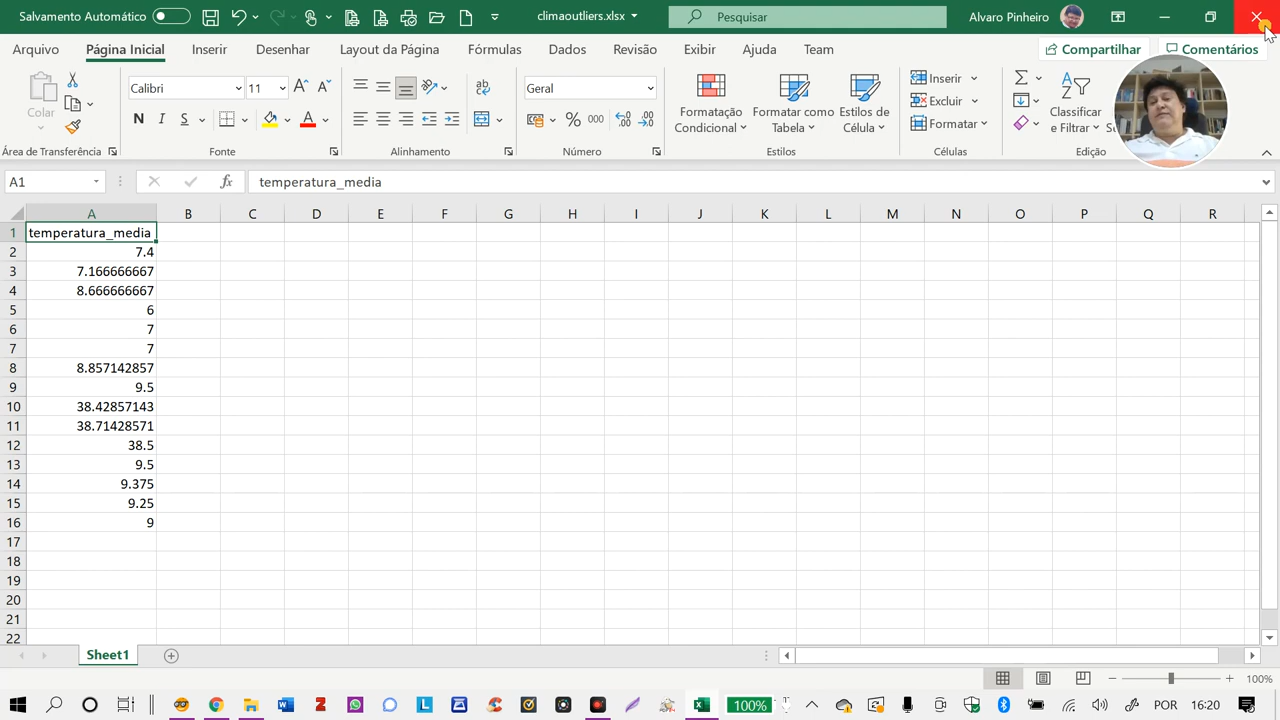 Salvamento Automático
climaoutliers.xlsx
Pesquisar
Alvaro Pinheiro
Arquivo
Página Inicial
Inserir
Desenhar
Layout da Página
Fórmulas
Dados
Revisão
Exibir
Ajuda
Team
Compartilhar
Comentários
Colar
Calibri
11
N
I
S
Geral
% 000
Formatação Condicional
Formatar como Tabela
Estilos de Célula
Inserir
Excluir
Formatar
Classificar e Filtrar
Área de Transferência
Fonte
Alinhamento
Número
Estilos
Células
Edição
A1
fx
temperatura_media
A B C D E F G H I J K L M N O P Q R
1 temperatura_media
2 7.4
3 7.166666667
4 8.666666667
5 6
6 7
7 7
8 8.857142857
9 9.5
10 38.42857143
11 38.71428571
12 38.5
13 9.5
14 9.375
15 9.25
16 9
17
18
19
20
21
22
Sheet1
100%
100%
POR
16:20